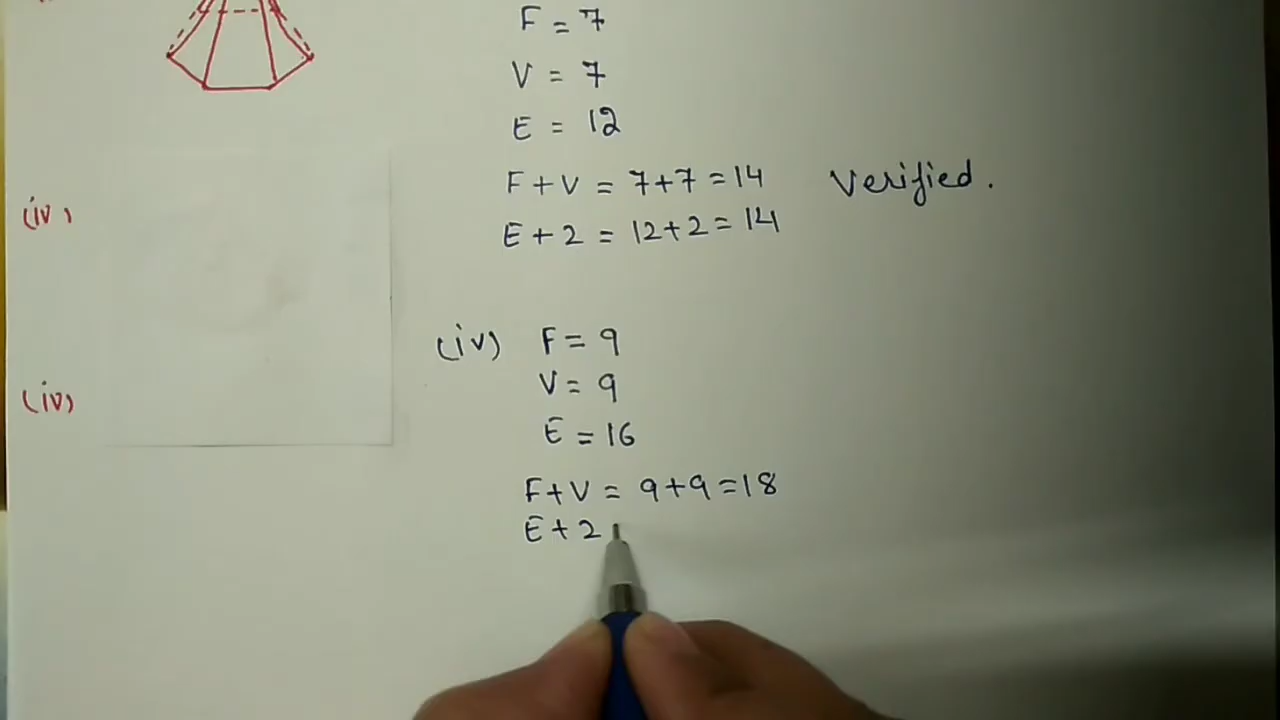 F = 7
V = 7
E = 12
F + V = 7+7 = 14 Verified.
E + 2 = 12+2 = 14
(iv)
(iv) F = 9
V = 9
E = 16
(iv)
F+V = 9+9 = 18
E + 2